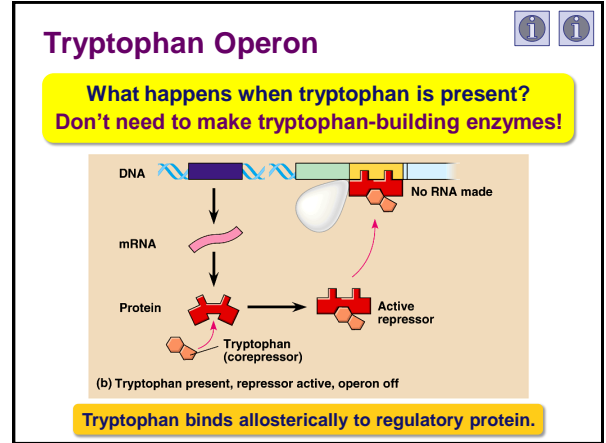 Tryptophan Operon
What happens when tryptophan is present?
Don't need to make tryptophan-building enzymes!
DNA
No RNA made
mRNA
Protein
Active
repressor
Tryptophan
(corepressor)
(b) Tryptophan present, repressor active, operon off
Tryptophan binds allosterically to regulatory protein.